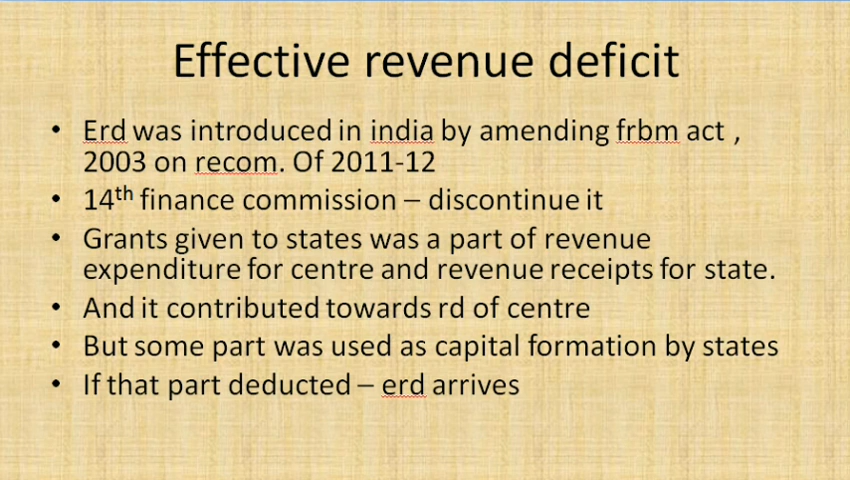 Effective revenue deficit
• Erd was introduced in india by amending frbm act ,
2003 on recom. Of 2011-12
• 14th finance commission – discontinue it
• Grants given to states was a part of revenue
expenditure for centre and revenue receipts for state.
• And it contributed towards rd of centre
• But some part was used as capital formation by states
• If that part deducted – erd arrives